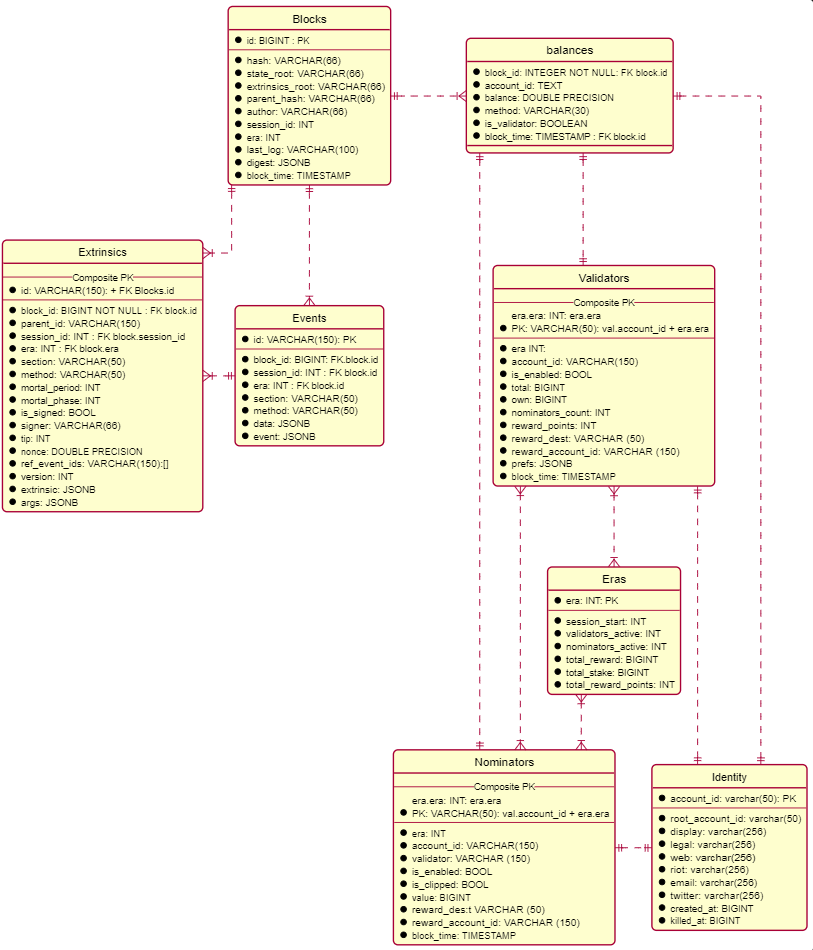 Blocks
id: BIGINT : PK
hash: VARCHAR(66)
state_root: VARCHAR(66)
extrinsics_root: VARCHAR(66)
parent_hash: VARCHAR(66)
author: VARCHAR(66)
session_id: INT
era: INT
last_log: VARCHAR(100)
digest: JSONB
block_time: TIMESTAMP
balances
block_id: INTEGER NOT NULL: FK block.id
account_id: TEXT
balance: DOUBLE PRECISION
method: VARCHAR(30)
is_validator: BOOLEAN
block_time: TIMESTAMP : FK block.id
Extrinsics
Composite PK
id: VARCHAR(150): + FK Blocks.id
block_id: BIGINT NOT NULL : FK block.id
parent_id: VARCHAR(150)
session_id: INT : FK block.session_id
era: INT : FK block.era
section: VARCHAR(50)
method: VARCHAR(50)
mortal_period: INT
mortal_phase: INT
is_signed: BOOL
signer: VARCHAR(66)
tip: INT
nonce: DOUBLE PRECISION
ref_event_ids: VARCHAR(150):[]
version: INT
extrinsic: JSONB
args: JSONB
Events
id: VARCHAR(150): PK
block_id: BIGINT: FK.block.id
session_id: INT : FK block.id
era: INT : FK block.id
section: VARCHAR(50)
method: VARCHAR(50)
data: JSONB
event: JSONB
Validators
Composite PK
era.era: INT: era.era
PK: VARCHAR(50): val.account_id + era.era
era INT:
account_id: VARCHAR(150)
is_enabled: BOOL
total: BIGINT
own: BIGINT
nominators_count: INT
reward_points: INT
reward_dest: VARCHAR (50)
reward_account_id: VARCHAR (150)
prefs: JSONB
block_time: TIMESTAMP
Eras
era: INT: PK
session_start: INT
validators_active: INT
nominators_active: INT
total_reward: BIGINT
total_stake: BIGINT
total_reward_points: INT
Nominators
Composite PK
era.era: INT: era.era
PK: VARCHAR(50): val.account_id + era.era
era: INT
account_id: VARCHAR(150)
validator: VARCHAR (150)
is_enabled: BOOL
is_clipped: BOOL
value: BIGINT
reward_des:t VARCHAR (50)
reward_account_id: VARCHAR (150)
block_time: TIMESTAMP
Identity
account_id: varchar(50): PK
root_account_id: varchar(50)
display: varchar(256)
legal: varchar(256)
web: varchar(256)
riot: varchar(256)
email: varchar(256)
twitter: varchar(256)
created_at: BIGINT
killed_at: BIGINT